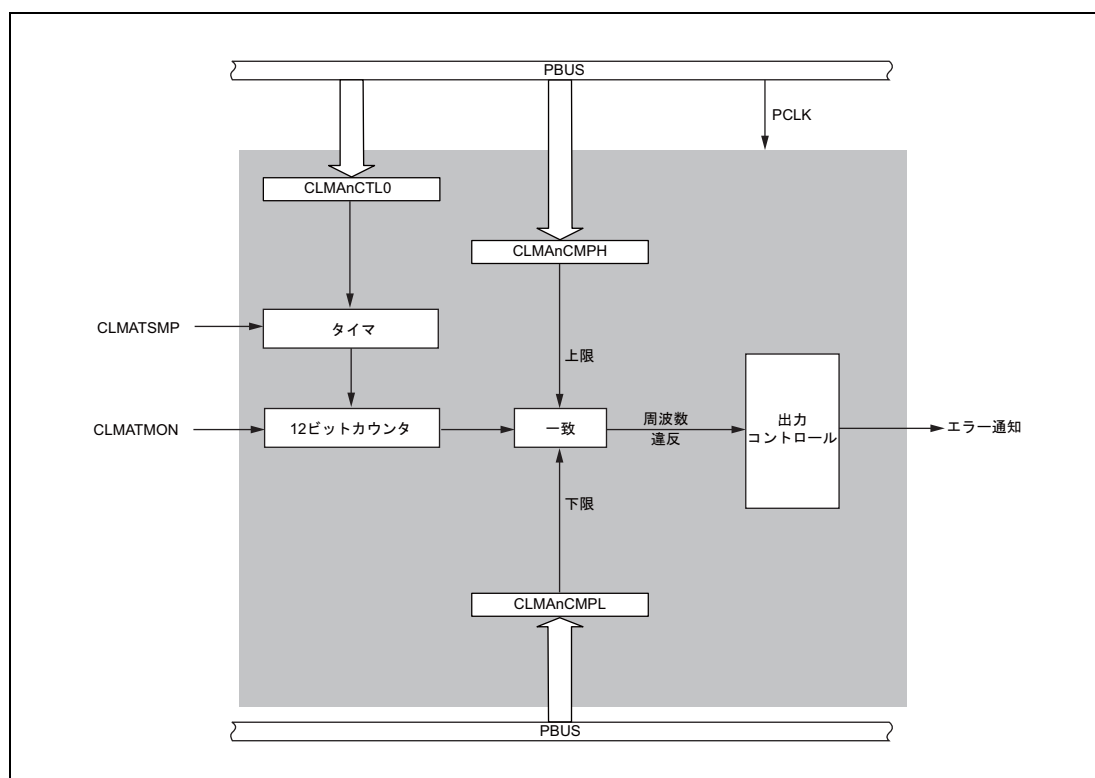 PBUS
PCLK
CLMAnCTL0
CLMAnCMPH
CLMATSMP
タイマ
上限
CLMATMON
12ビットカウンタ
一致
周波数
違反
出力
コントロール
エラー通知
下限
CLMAnCMPL
PBUS